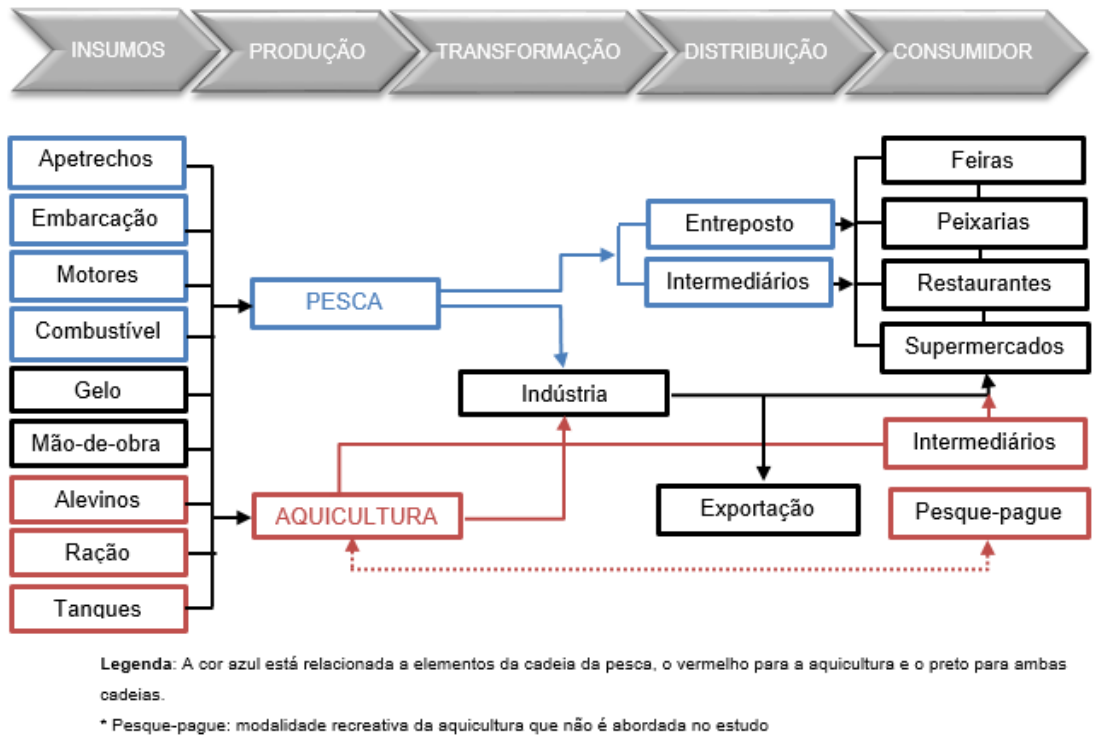 INSUMOS
PRODUÇÃO
TRANSFORMAÇÃO
DISTRIBUIÇÃO
CONSUMIDOR
Apetrechos
Embarcação
Motores
Combustível
Gelo
Mão-de-obra
Alevinos
Ração
Tanques
PESCA
AQUICULTURA
Indústria
Entreposto
Intermediários
Exportação
Feiras
Peixarias
Restaurantes
Supermercados
Intermediários
Pesque-pague
Legenda: A cor azul está relacionada a elementos da cadeia da pesca, o vermelho para a aquicultura e o preto para ambas
cadeias.
* Pesque-pague: modalidade recreativa da aquicultura que não é abordada no estudo